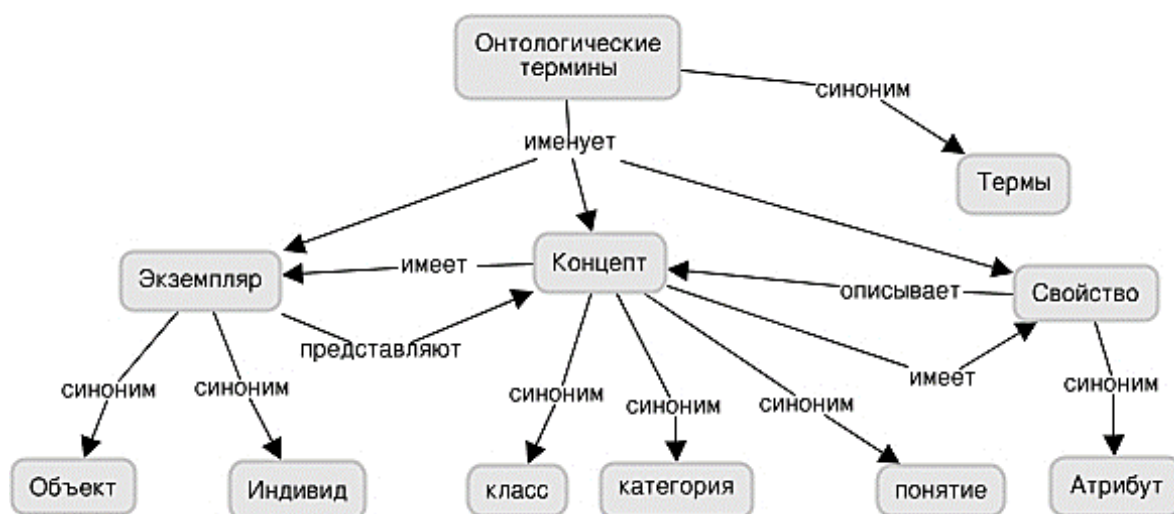 Онтологические
термины
синоним
именует
Термы
Экземпляр
имеет
Концепт
описывает
Свойство
представляют
имеет
синоним
синоним
синоним
синоним
синоним
синоним
Объект
Индивид
класс
категория
понятие
Атрибут